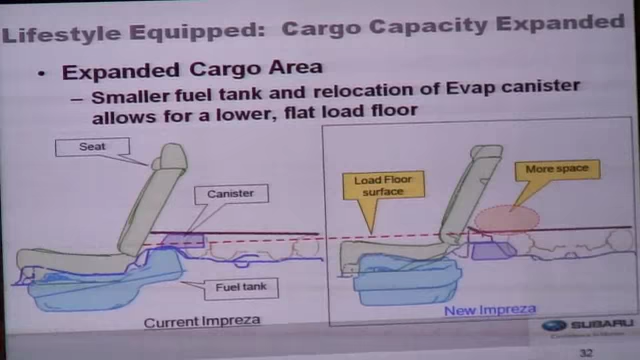 Lifestyle Equipped: Cargo Capacity Expanded
• Expanded Cargo Area
– Smaller fuel tank and relocation of Evap canister
allows for a lower, flat load floor
Seat
Canister
Load Floor
surface
More space
Fuel tank
Current Impreza
New Impreza
SUBARU
32